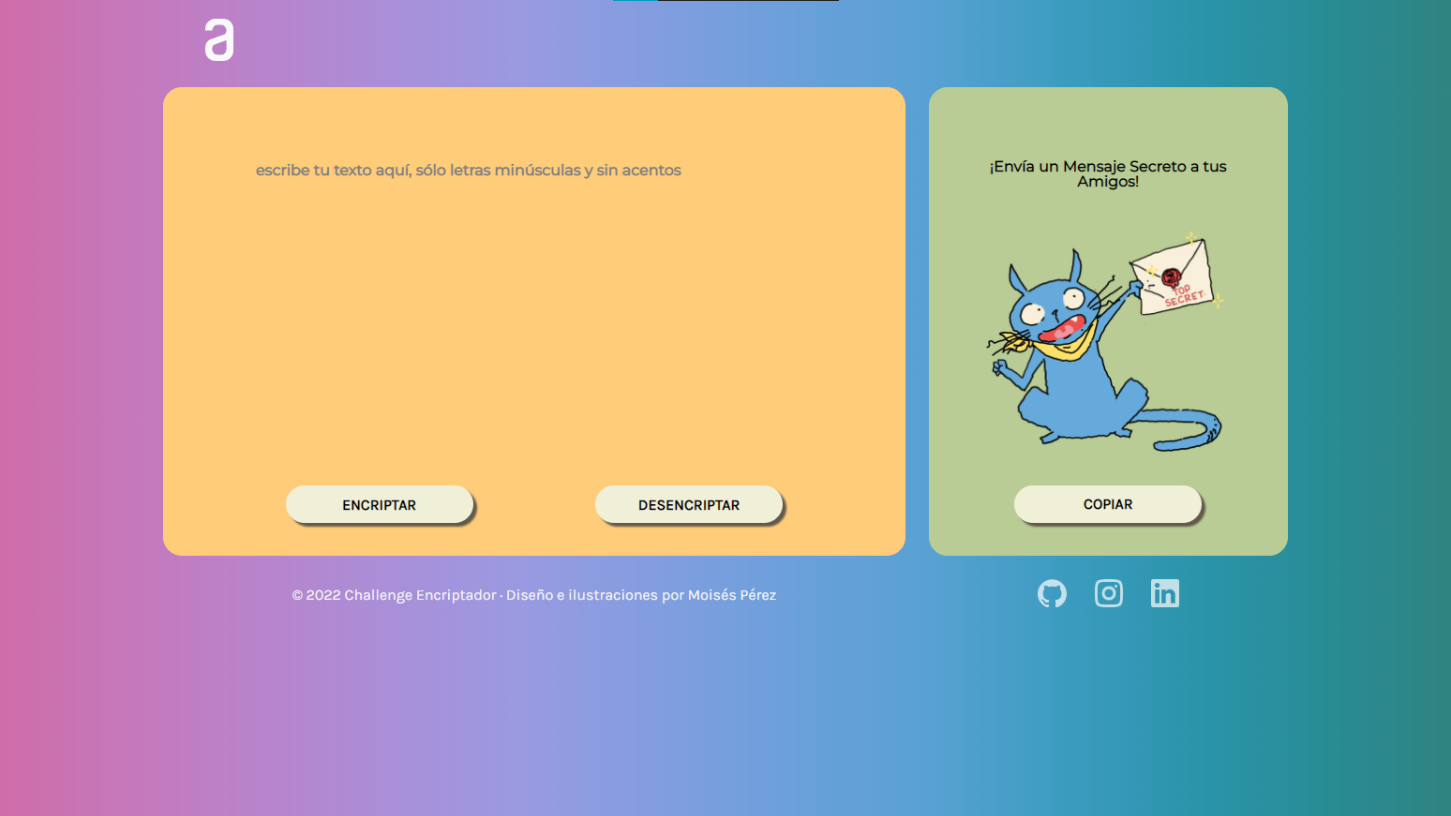 a
escribe tu texto aquí, sólo letras minúsculas y sin acentos
ENCRIPTAR
DESENCRIPTAR
¡Envía un Mensaje Secreto a tus
Amigos!
TOP
SECRET
COPIAR
© 2022 Challenge Encriptador · Diseño e ilustraciones por Moisés Pérez
in